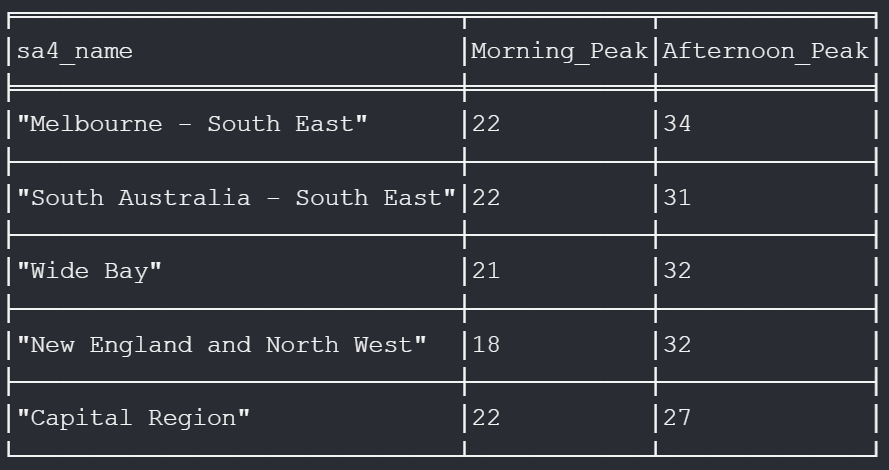 sa4_name Morning_Peak Afternoon_Peak
"Melbourne - South East" 22 34
"South Australia - South East" 22 31
"Wide Bay" 21 32
"New England and North West" 18 32
"Capital Region" 22 27